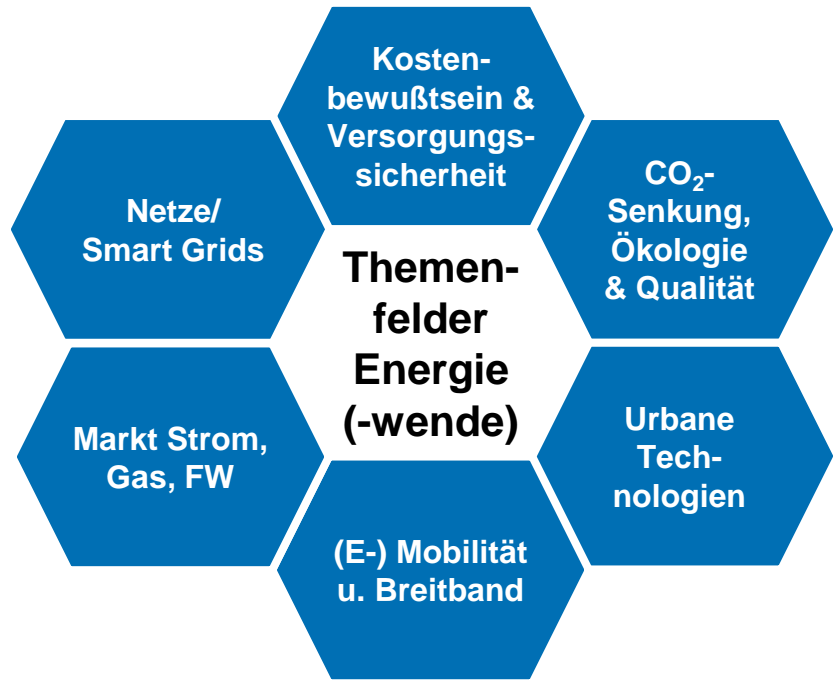 Kosten-
bewußtsein &
Versorgungs-
sicherheit
CO₂-
Senkung,
Ökologie
& Qualität
Urbane
Tech-
nologien
(E-) Mobilität
u. Breitband
Markt Strom,
Gas, FW
Netze/
Smart Grids
Themen-
felder
Energie
(-wende)